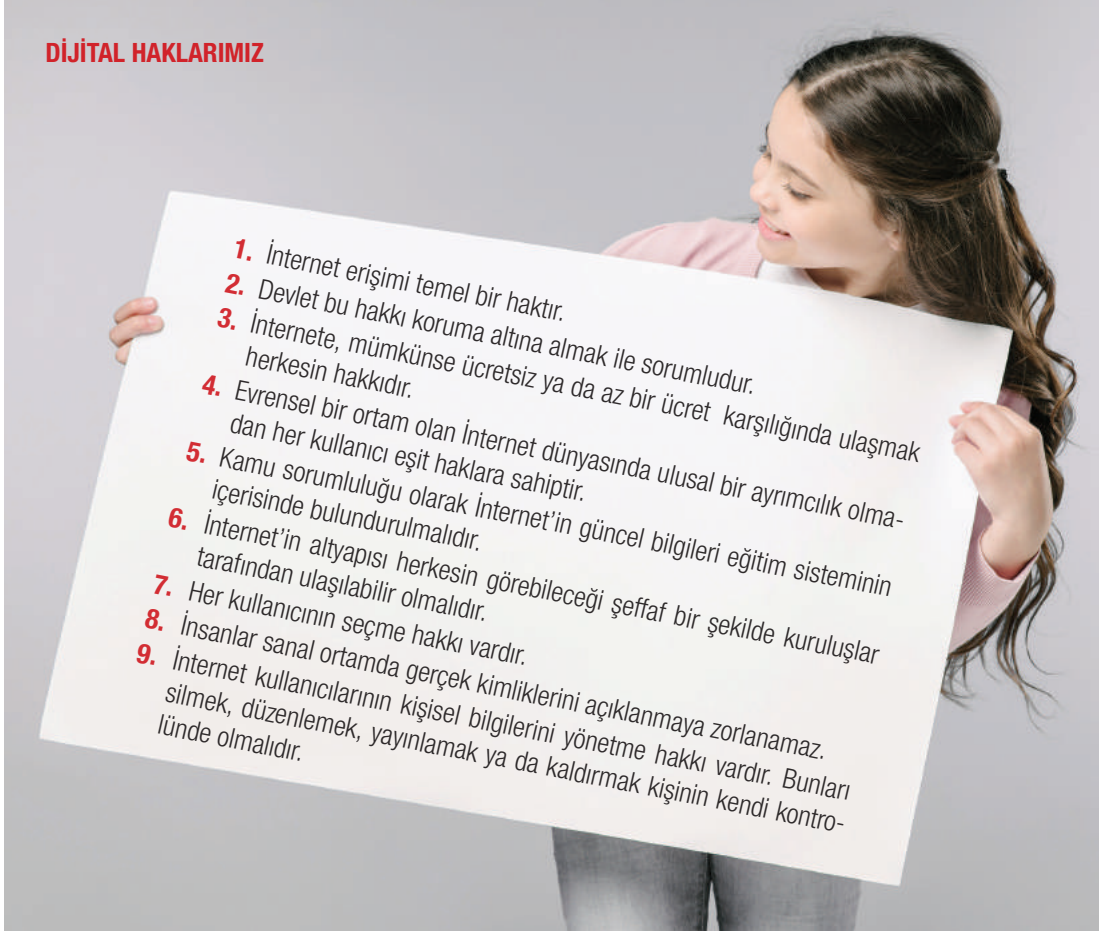 DİJİTAL HAKLARIMIZ
1. İnternet erişimi temel bir haktır.
2. Devlet bu hakkı koruma altına almak ile sorumludur.
3. İnternete, mümkünse ücretsiz ya da az bir ücret karşılığında ulaşmak
herkesin hakkıdır.
4. Evrensel bir ortam olan İnternet dünyasında ulusal bir ayrımcılık olma-
dan her kullanıcı eşit haklara sahiptir.
5. Kamu sorumluluğu olarak İnternet'in güncel bilgileri eğitim sisteminin
içerisinde bulundurulmalıdır.
6. İnternet'in altyapısı herkesin görebileceği şeffaf bir şekilde kuruluşlar
tarafından ulaşılabilir olmalıdır.
7. Her kullanıcının seçme hakkı vardır.
8. İnsanlar sanal ortamda gerçek kimliklerini açıklanmaya zorlanamaz.
9. İnternet kullanıcılarının kişisel bilgilerini yönetme hakkı vardır. Bunları
silmek, düzenlemek, yayınlamak ya da kaldırmak kişinin kendi kontro-
lünde olmalıdır.